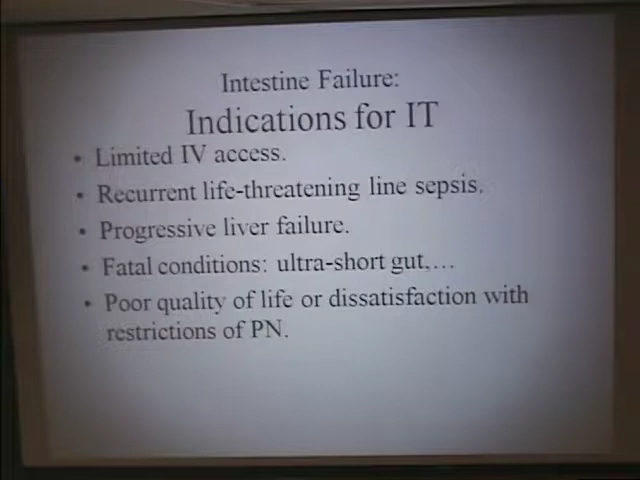 Intestine Failure:
Indications for IT
• Limited IV access.
• Recurrent life-threatening line sepsis.
• Progressive liver failure.
• Fatal conditions: ultra-short gut,…
• Poor quality of life or dissatisfaction with
restrictions of PN.